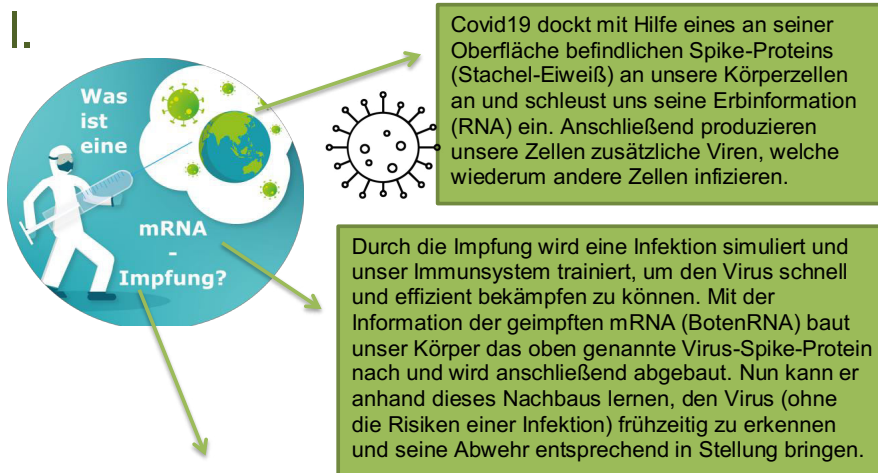 I.
Was
ist
eine
mRNA
-
Impfung?
Covid19 dockt mit Hilfe eines an seiner
Oberfläche befindlichen Spike-Proteins
(Stachel-Eiweiß) an unsere Körperzellen
an und schleust uns seine Erbinformation
(RNA) ein. Anschließend produzieren
unsere Zellen zusätzliche Viren, welche
wiederum andere Zellen infizieren.
Durch die Impfung wird eine Infektion simuliert und
unser Immunsystem trainiert, um den Virus schnell
und effizient bekämpfen zu können. Mit der
Information der geimpften mRNA (BotenRNA) baut
unser Körper das oben genannte Virus-Spike-Protein
nach und wird anschließend abgebaut. Nun kann er
anhand dieses Nachbaus lernen, den Virus (ohne
die Risiken einer Infektion) frühzeitig zu erkennen
und seine Abwehr entsprechend in Stellung bringen.